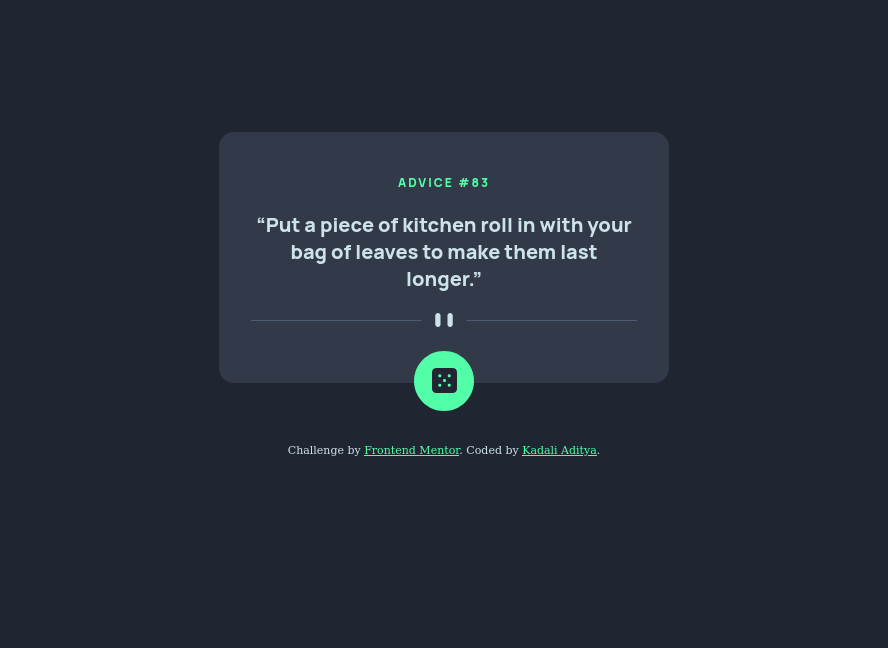 ADVICE #83
“Put a piece of kitchen roll in with your
bag of leaves to make them last
longer.”
Challenge by Frontend Mentor. Coded by Kadali Aditya.